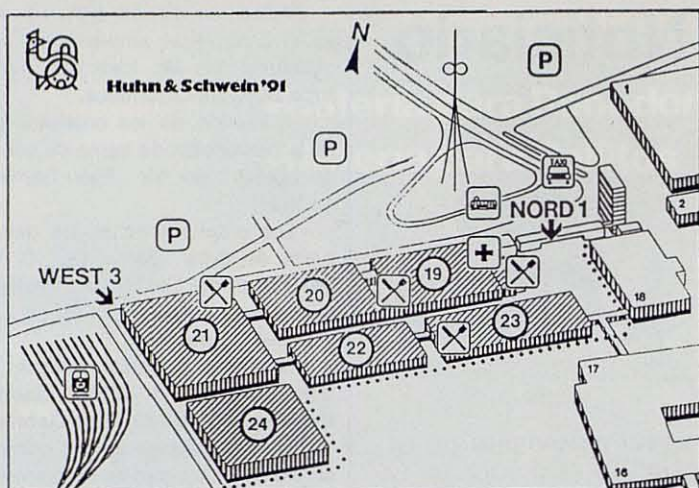 N
Huhn & Schwein '91
P
P
P
1
2
TAXI
NORD 1
WEST 3
19
20
21
22
23
24
18
17
16